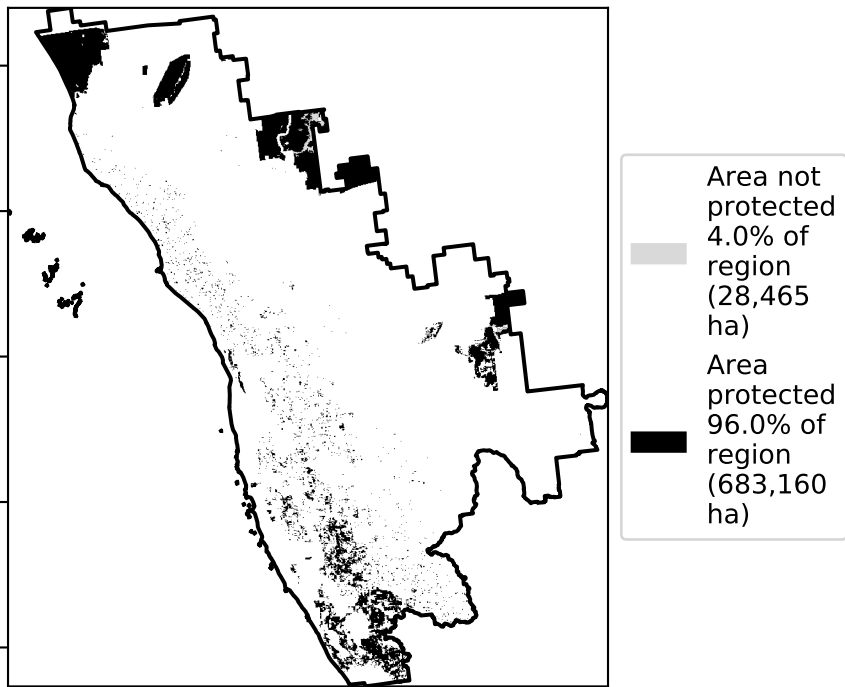 Area not
protected
4.0% of
region
(28,465
ha)
Area
protected
96.0% of
region
(683,160
ha)